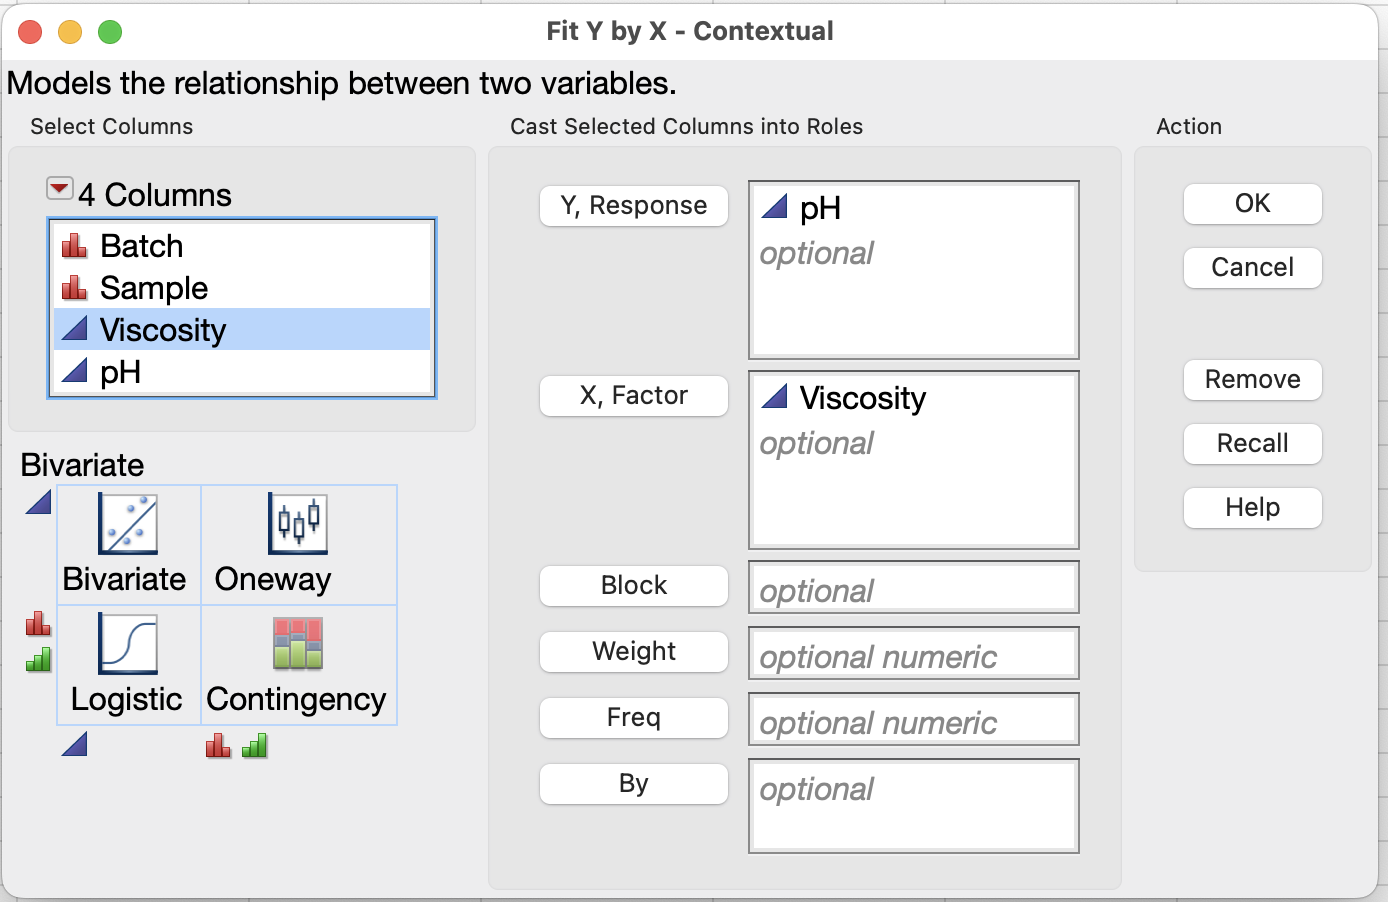 Fit Y by X - Contextual
Models the relationship between two variables.
Select Columns
4 Columns
Batch
Sample
Viscosity
pH
Bivariate
Bivariate
Oneway
Logistic
Contingency
Cast Selected Columns into Roles
Y, Response
pH
optional
X, Factor
Viscosity
optional
Block
optional
Weight
optional numeric
Freq
optional numeric
By
optional
Action
OK
Cancel
Remove
Recall
Help